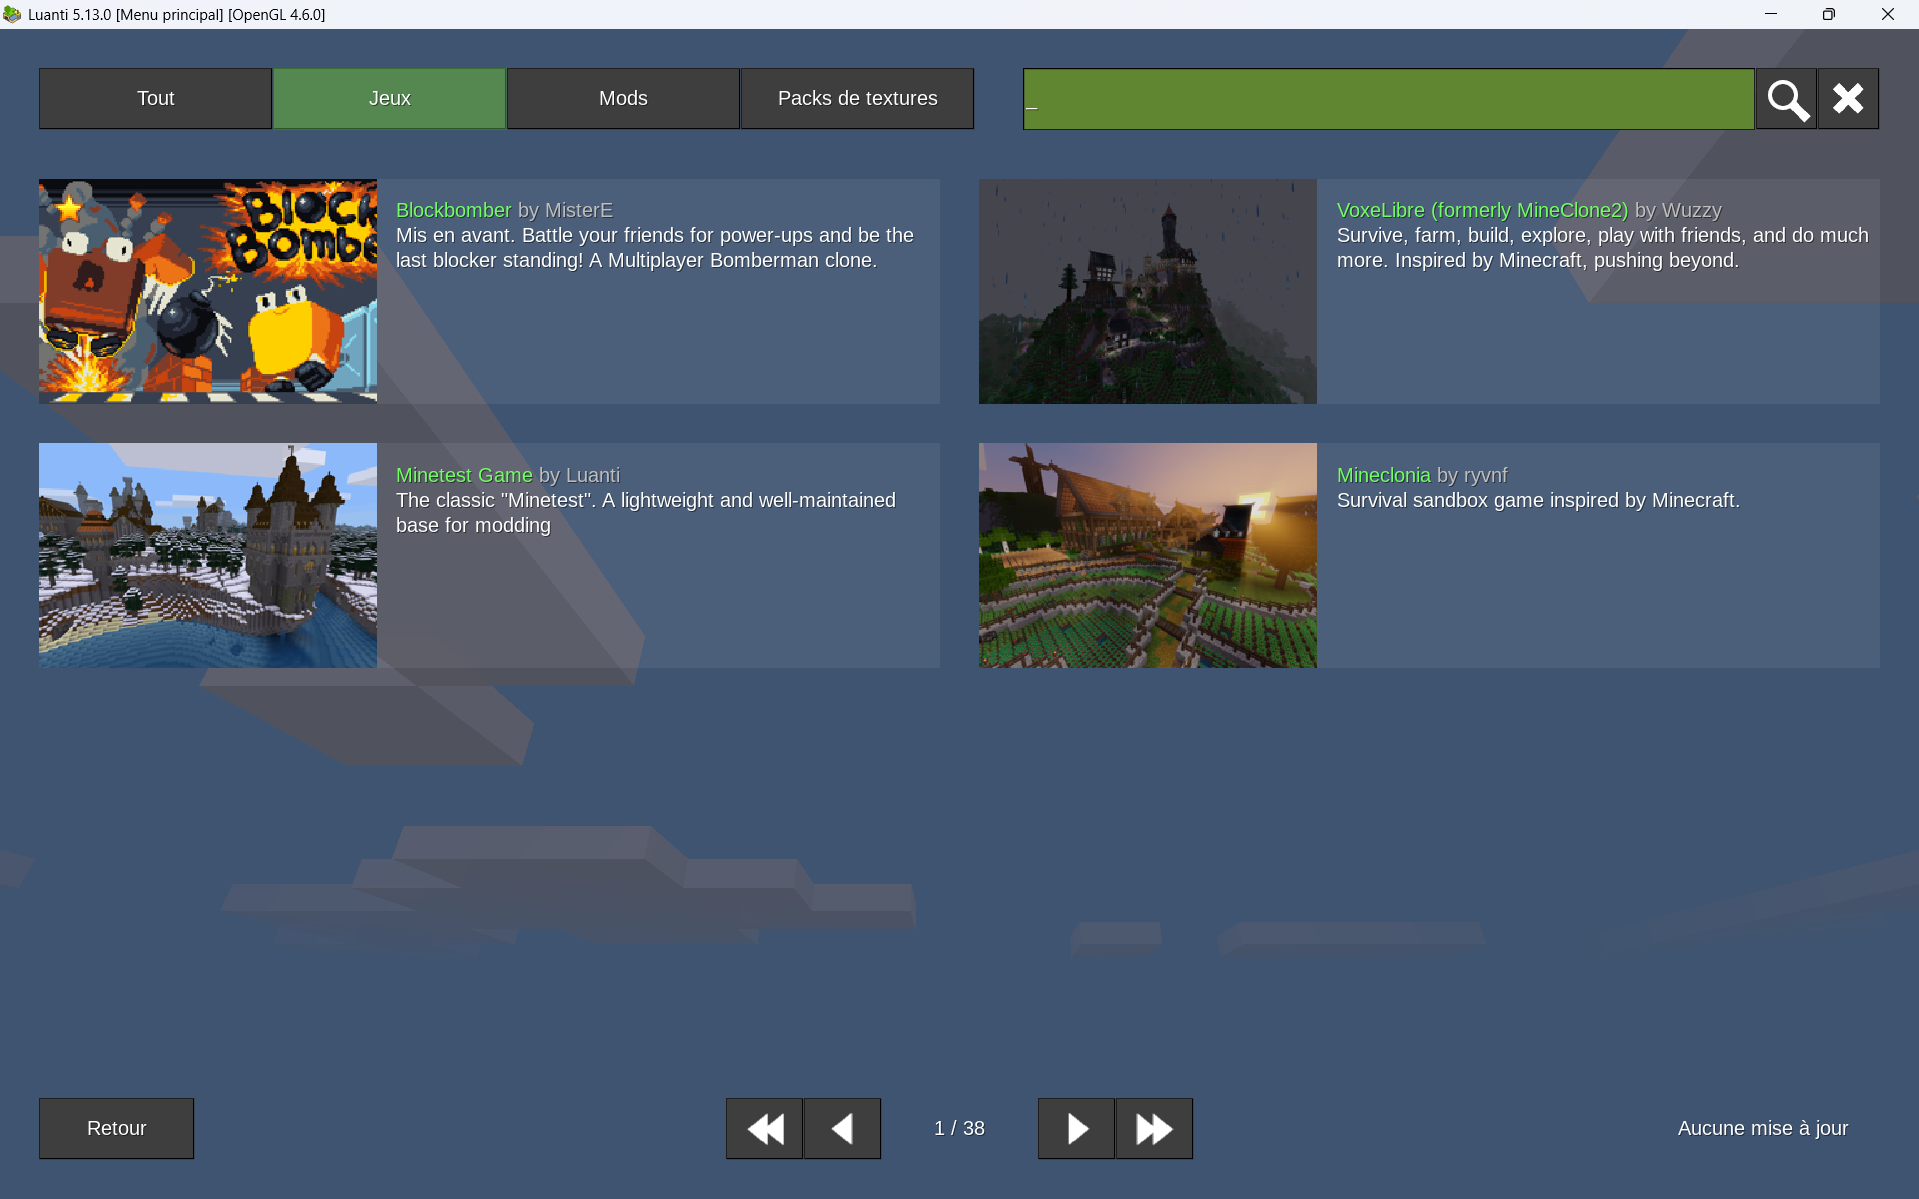 Luanti 5.13.0 [Menu principal] [OpenGL 4.6.0]
Tout
Jeux
Mods
Packs de textures
_
Block
Bombe
Blockbomber by MisterE
Mis en avant. Battle your friends for power-ups and be the
last blocker standing! A Multiplayer Bomberman clone.
VoxeLibre (formerly MineClone2) by Wuzzy
Survive, farm, build, explore, play with friends, and do much
more. Inspired by Minecraft, pushing beyond.
Minetest Game by Luanti
The classic "Minetest". A lightweight and well-maintained
base for modding
Mineclonia by ryvnf
Survival sandbox game inspired by Minecraft.
Retour
1 / 38
Aucune mise à jour